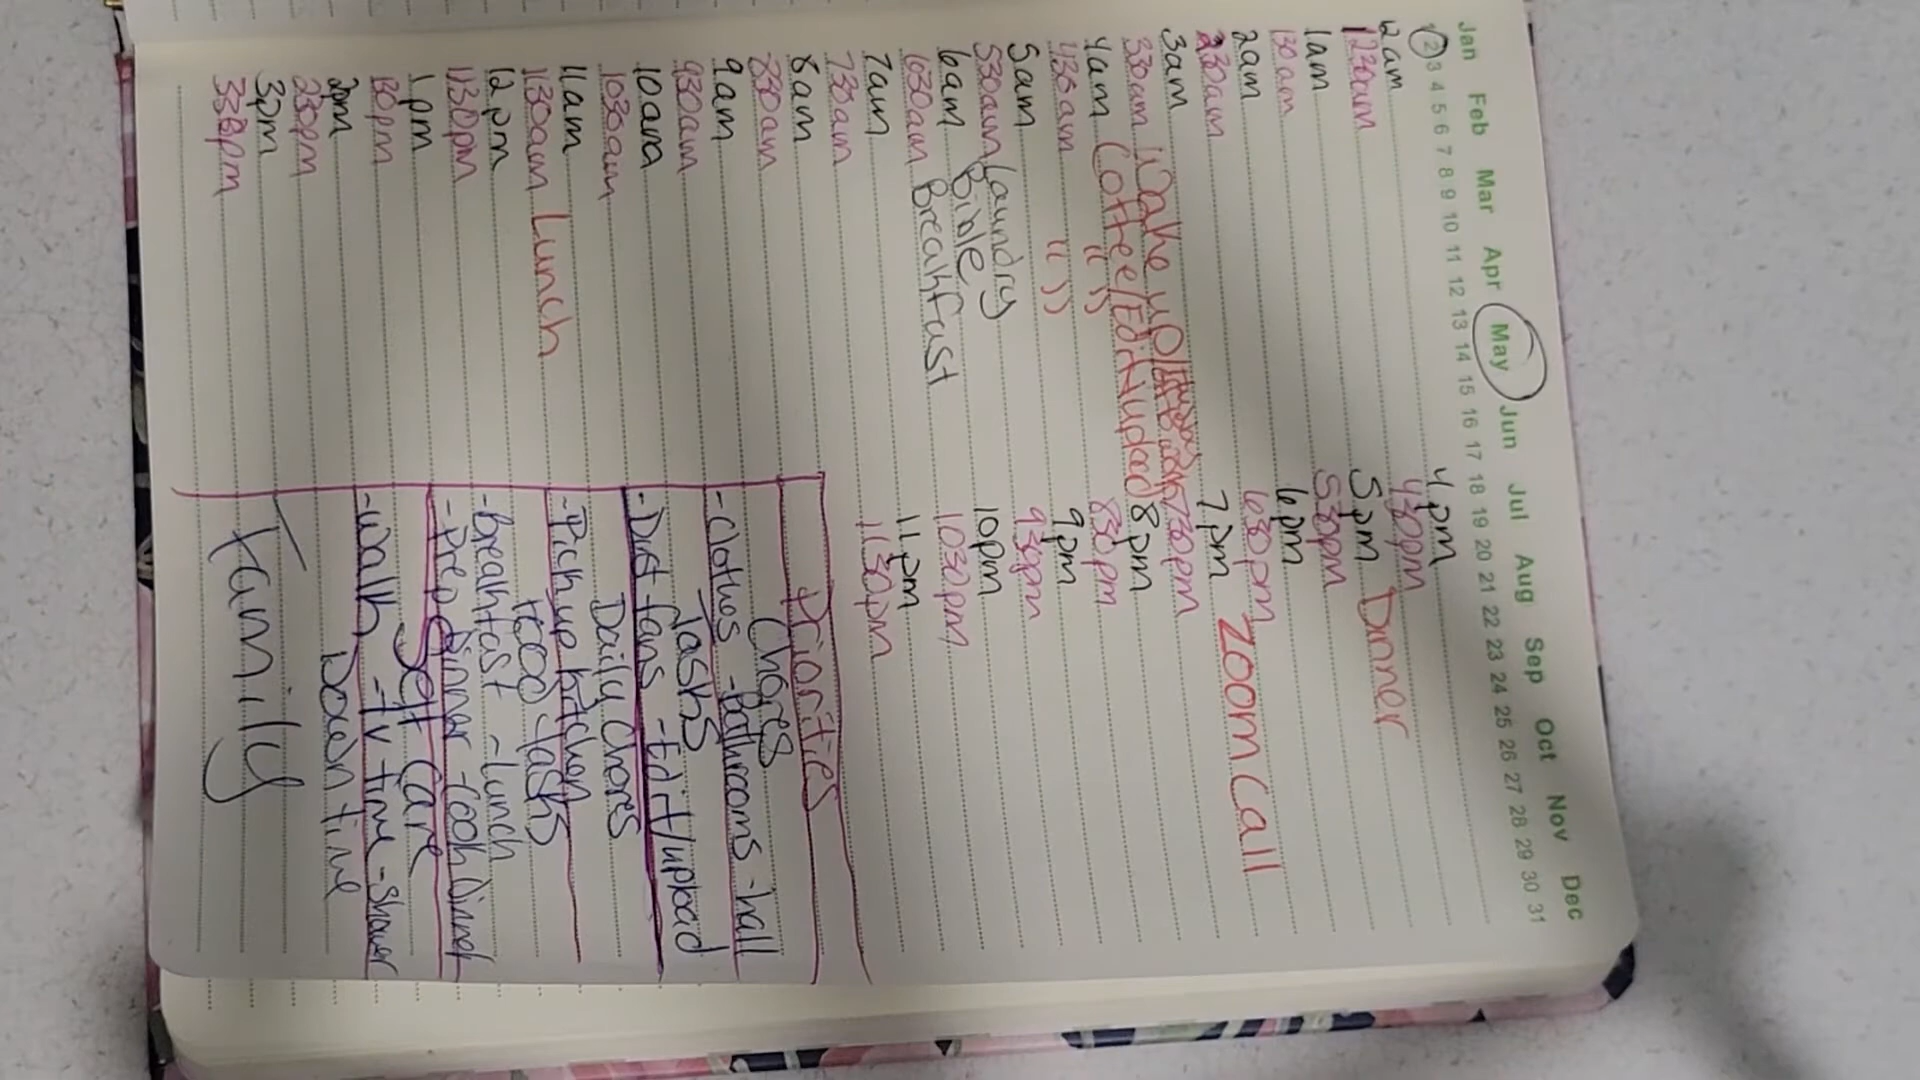 Jan Feb Mar Apr May Jun Jul Aug Sep Oct Nov Dec
1 2 3 4 5 6 7 8 9 10 11 12 13 14 15 16 17 18 19 20 21 22 23 24 25 26 27 28 29 30 31
12am
1230am
1am
130am
2am
230am
3am
330am Wake up
4am Coffee/Edit/upload
430am " "
5am " "
530am Laundry
6am Bible
630am Breakfast
7am
730am
8am
830am
9am
930am
10am
1030am
11am
1130am Lunch
12pm
1130pm
1pm
130pm
2pm
230pm
3pm
330pm
4pm
430pm
5pm Dinner
530pm
6pm
630pm
7pm Zoom Call
730pm
8pm
830pm
9pm
930pm
10pm
1030pm
11pm
1130pm
Priorities
Chores
-Clothes -Bathrooms -hall
Tasks
-Dust fans -Edit/upload
Daily Chores
-Pick up kitchen
Food Tasks
-breakfast -lunch
-Prep dinner -Cook Dinner
Self Care
-Walk -TV time -Shower
Down time
Family